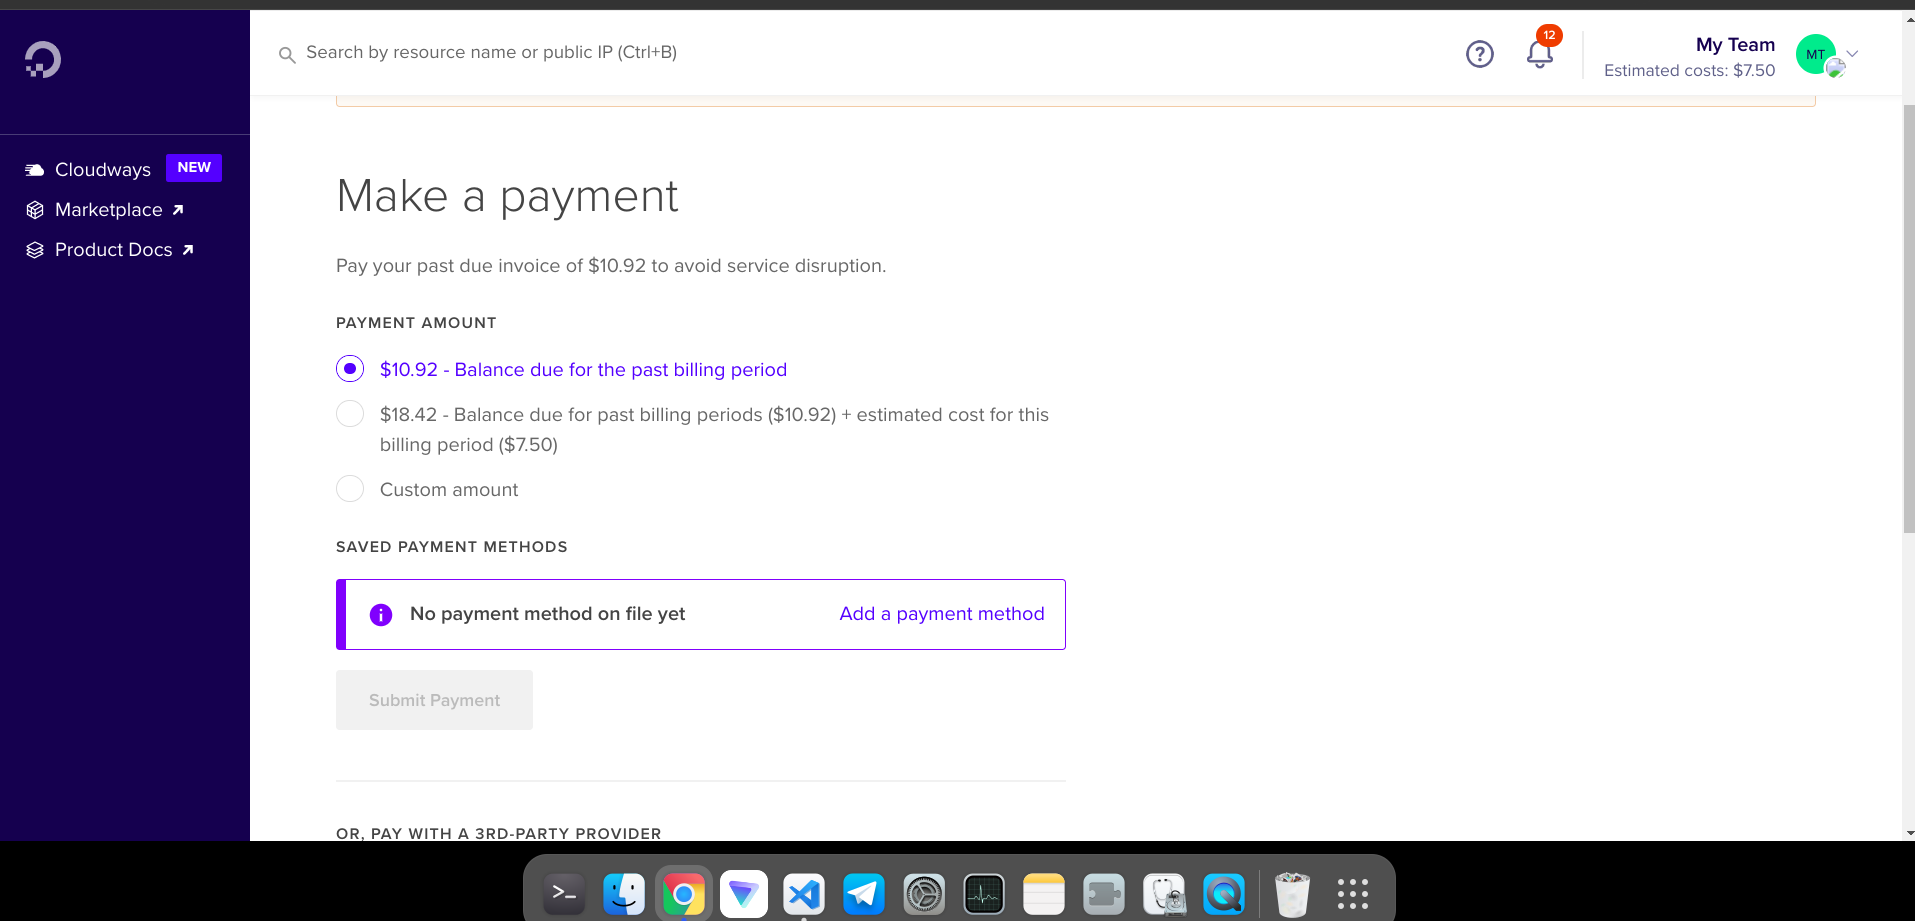 Search by resource name or public IP (Ctrl+B)
12
My Team
Estimated costs: $7.50
MT
Cloudways NEW
Marketplace
Product Docs
Make a payment
Pay your past due invoice of $10.92 to avoid service disruption.
PAYMENT AMOUNT
$10.92 - Balance due for the past billing period
$18.42 - Balance due for past billing periods ($10.92) + estimated cost for this
billing period ($7.50)
Custom amount
SAVED PAYMENT METHODS
No payment method on file yet
Add a payment method
Submit Payment
OR, PAY WITH A 3RD-PARTY PROVIDER